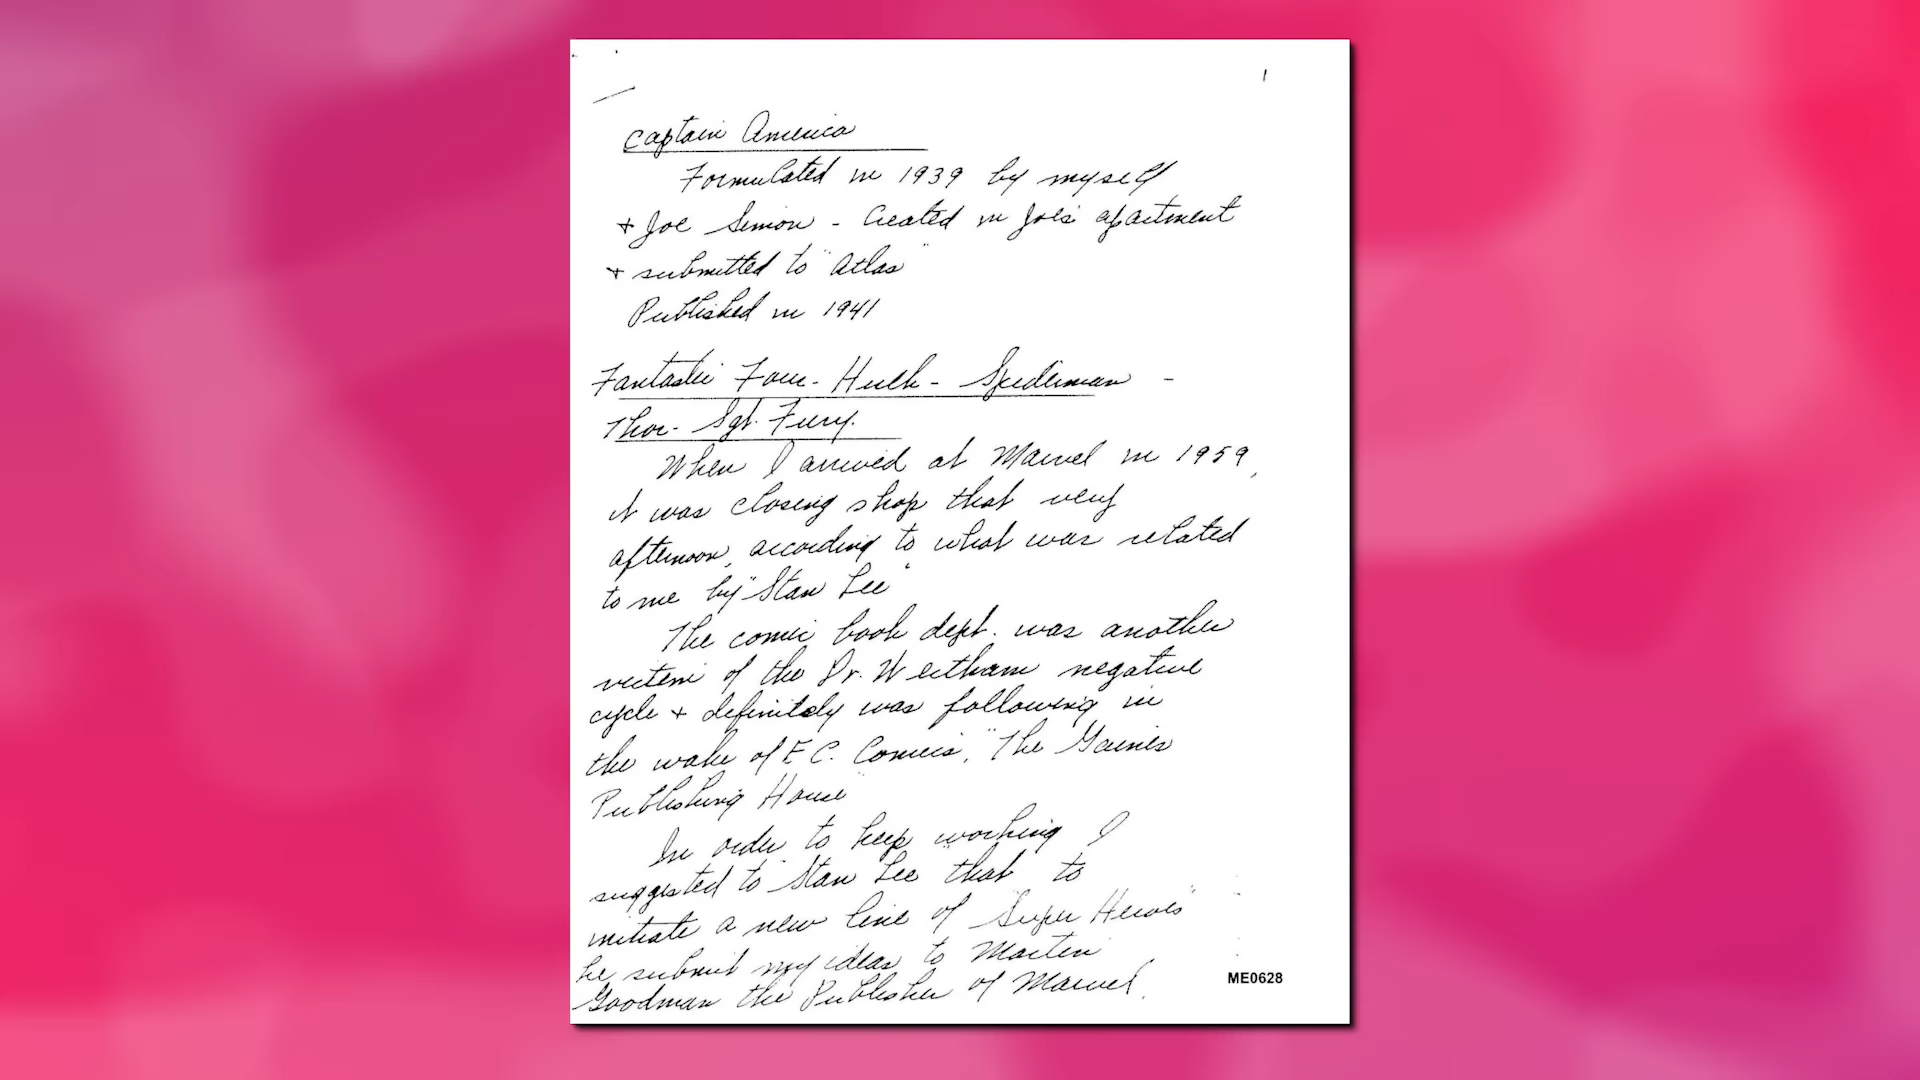 1
Captain America
Formulated in 1939 by myself
+ Joe Simon - Created in Joe's apartment
+ submitted to "Atlas"
Published in 1941
Fantastic Four - Hulk - Spiderman -
Thor - Sgt. Fury.
When I arrived at Marvel in 1959,
it was closing shop that very
afternoon, according to what was related
to me by "Stan Lee"
The comic book dept. was another
victim of the Dr. Wertham negative
cycle + definitely was following in
the wake of E C. Comics, "The Gaines
Publishing House"
In order to keep working I
suggested to "Stan Lee" that to
initiate a new line of "Super Heroes"
he submit my ideas to Martin
Goodman the Publisher of Marvel.
ME0628